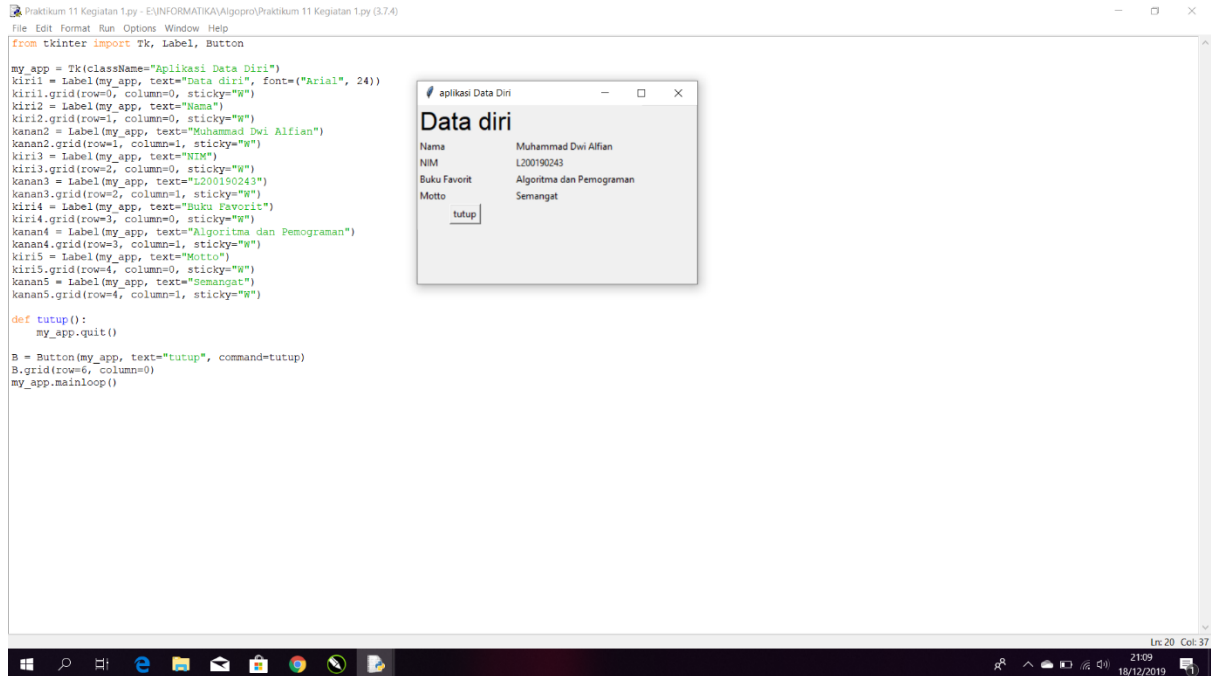 Praktikum 11 Kegiatan 1.py - E:\INFORMATIKA\Algopro\Praktikum 11 Kegiatan 1.py (3.7.4)
File Edit Format Run Options Window Help
from tkinter import Tk, Label, Button
my_app = Tk(className="Aplikasi Data Diri")
kiri1 = Label(my_app, text="Data diri", font=("Arial", 24))
kiri1.grid(row=0, column=0, sticky="W")
kiri2 = Label(my_app, text="Nama")
kiri2.grid(row=1, column=0, sticky="W")
kanan2 = Label(my_app, text="Muhammad Dwi Alfian")
kanan2.grid(row=1, column=1, sticky="W")
kiri3 = Label(my_app, text="NIM")
kiri3.grid(row=2, column=0, sticky="W")
kanan3 = Label(my_app, text="L200190243")
kanan3.grid(row=2, column=1, sticky="W")
kiri4 = Label(my_app, text="Buku Favorit")
kiri4.grid(row=3, column=0, sticky="W")
kanan4 = Label(my_app, text="Algoritma dan Pemograman")
kanan4.grid(row=3, column=1, sticky="W")
kiri5 = Label(my_app, text="Motto")
kiri5.grid(row=4, column=0, sticky="W")
kanan5 = Label(my_app, text="Semangat")
kanan5.grid(row=4, column=1, sticky="W")
def tutup():
    my_app.quit()
B = Button(my_app, text="tutup", command=tutup)
B.grid(row=6, column=0)
my_app.mainloop()
aplikasi Data Diri
Data diri
Nama Muhammad Dwi Alfian
NIM L200190243
Buku Favorit Algoritma dan Pemograman
Motto Semangat
tutup
Ln: 20 Col: 37
21:09
18/12/2019